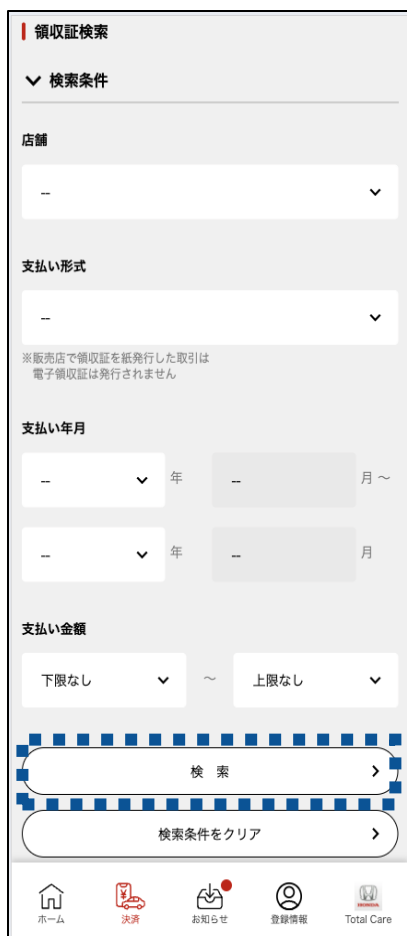 領収証検索
検索条件
店舗
--
支払い形式
--
※販売店で領収証を紙発行した取引は
電子領収証は発行されません
支払い年月
-- 年 -- 月～
-- 年 -- 月
支払い金額
下限なし ～ 上限なし
検 索
検索条件をクリア
¥
HONDA
ホーム 決済 お知らせ 登録情報 Total Care